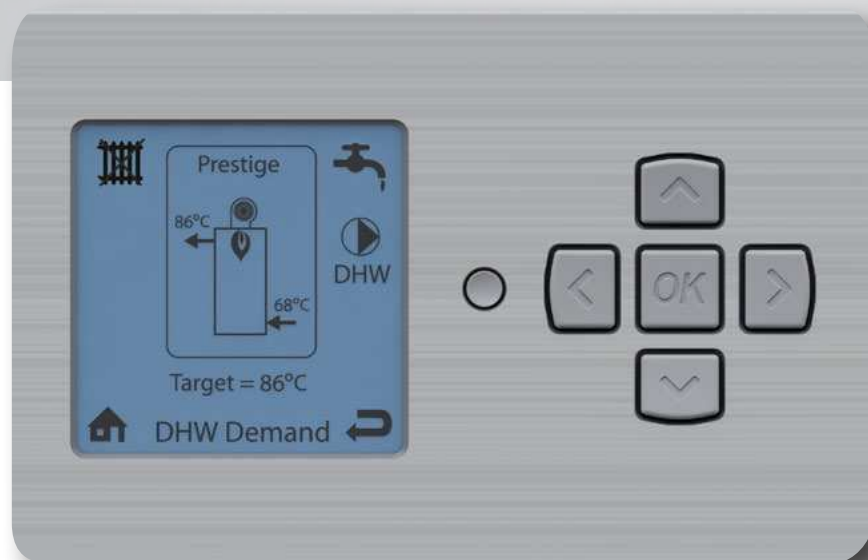 Prestige
86°C
DHW
68°C
Target = 86°C
DHW Demand
OK